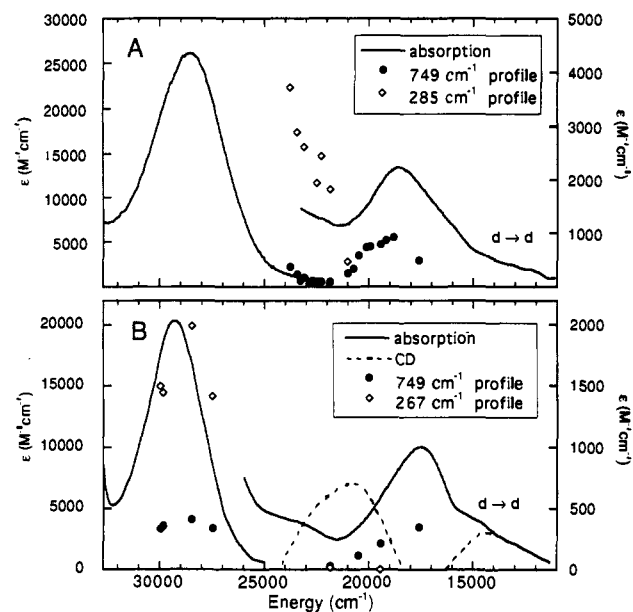 A
30000
25000
20000
15000
10000
5000
ε (M⁻¹cm⁻¹)
absorption
749 cm⁻¹ profile
285 cm⁻¹ profile
5000
4000
3000
2000
1000
0
ε (M⁻¹cm⁻¹)
d → d
B
20000
15000
10000
5000
0
ε (M⁻¹cm⁻¹)
absorption
CD
749 cm⁻¹ profile
267 cm⁻¹ profile
2000
1500
1000
500
0
ε (M⁻¹cm⁻¹)
d → d
30000 25000 20000 15000
Energy (cm⁻¹)